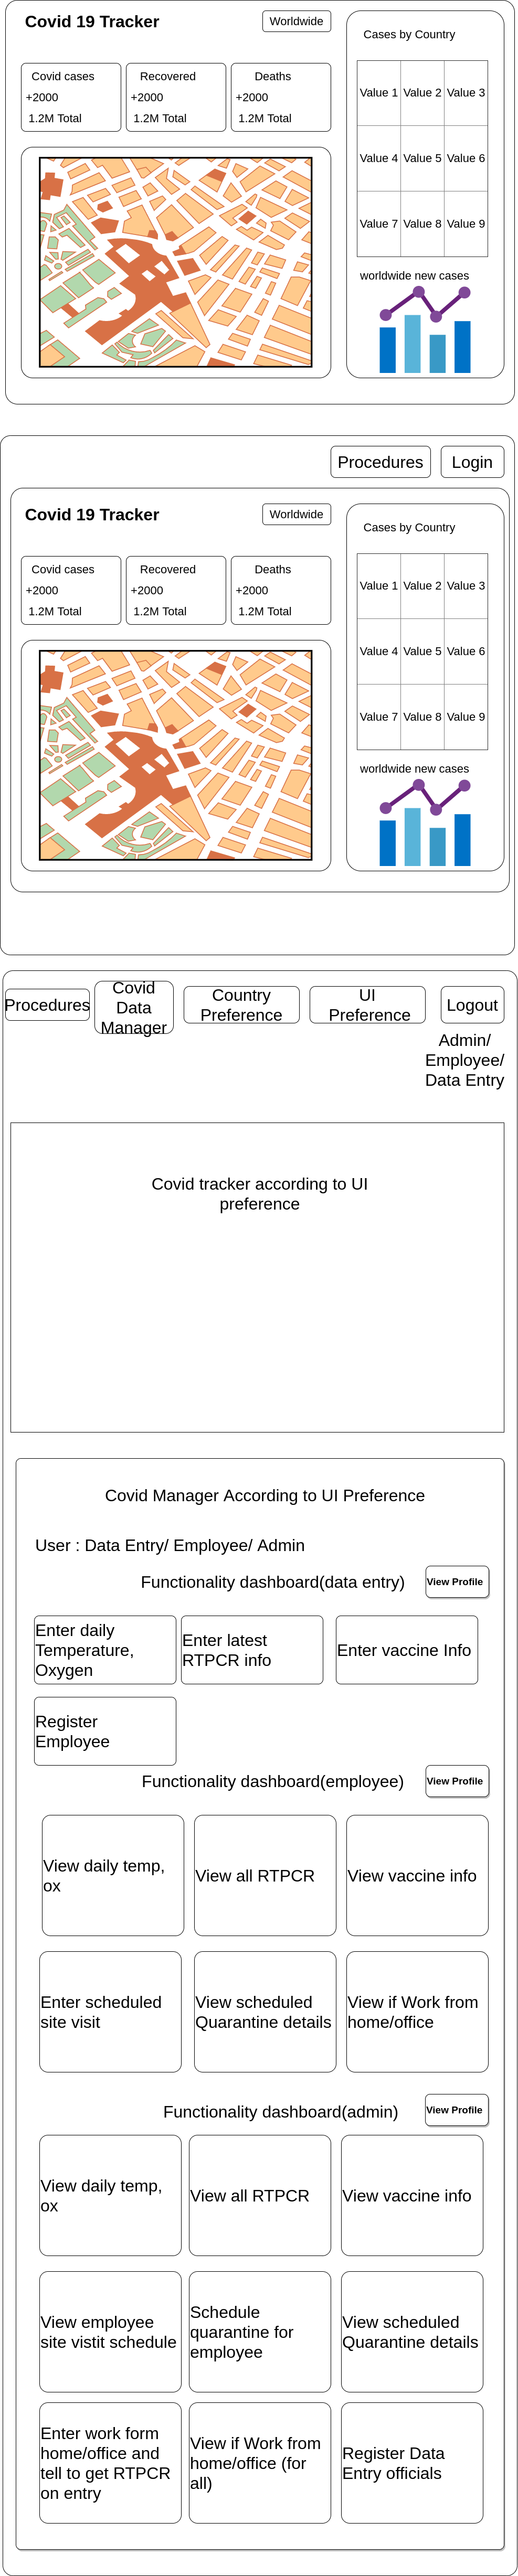 Covid 19 Tracker
Worldwide
Cases by Country
Covid cases
+2000
1.2M Total
Recovered
+2000
1.2M Total
Deaths
+2000
1.2M Total
Value 1 Value 2 Value 3
Value 4 Value 5 Value 6
Value 7 Value 8 Value 9
worldwide new cases
Procedures
Login
Covid 19 Tracker
Worldwide
Cases by Country
Covid cases
+2000
1.2M Total
Recovered
+2000
1.2M Total
Deaths
+2000
1.2M Total
Value 1 Value 2 Value 3
Value 4 Value 5 Value 6
Value 7 Value 8 Value 9
worldwide new cases
Procedures
Covid
Data
Manager
Country
Preference
UI
Preference
Logout
Admin/
Employee/
Data Entry
Covid tracker according to UI
preference
Covid Manager According to UI Preference
User : Data Entry/ Employee/ Admin
Functionality dashboard(data entry)
View Profile
Enter daily
Temperature,
Oxygen
Enter latest
RTPCR info
Enter vaccine Info
Register
Employee
Functionality dashboard(employee)
View Profile
View daily temp,
ox
View all RTPCR
View vaccine info
Enter scheduled
site visit
View scheduled
Quarantine details
View if Work from
home/office
Functionality dashboard(admin)
View Profile
View daily temp,
ox
View all RTPCR
View vaccine info
View employee
site vistit schedule
Schedule
quarantine for
employee
View scheduled
Quarantine details
Enter work form
home/office and
tell to get RTPCR
on entry
View if Work from
home/office (for
all)
Register Data
Entry officials